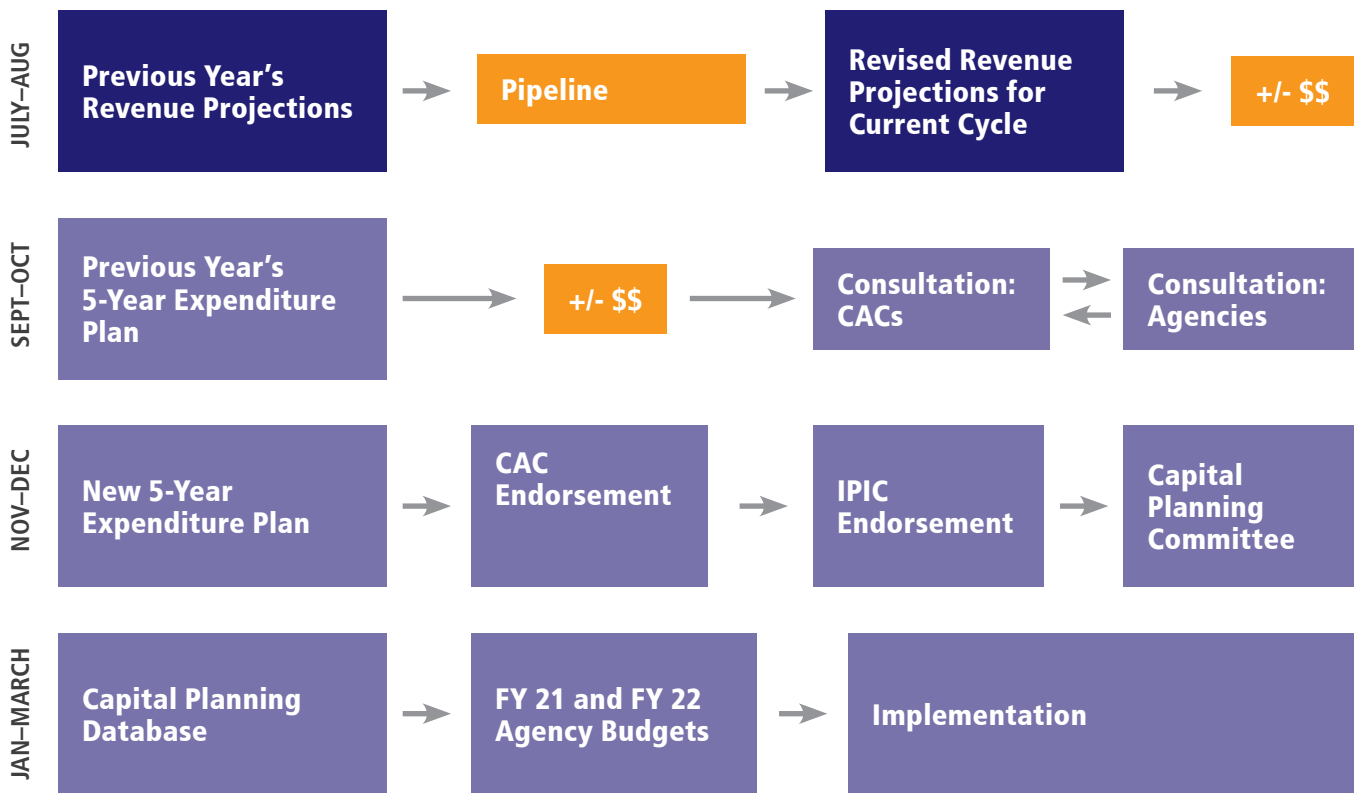 JULY–AUG
Previous Year’s
Revenue Projections
Pipeline
Revised Revenue
Projections for
Current Cycle
+/- $$
SEPT–OCT
Previous Year’s
5-Year Expenditure
Plan
+/- $$
Consultation:
CACs
Consultation:
Agencies
NOV–DEC
New 5-Year
Expenditure Plan
CAC
Endorsement
IPIC
Endorsement
Capital
Planning
Committee
JAN–MARCH
Capital Planning
Database
FY 21 and FY 22
Agency Budgets
Implementation